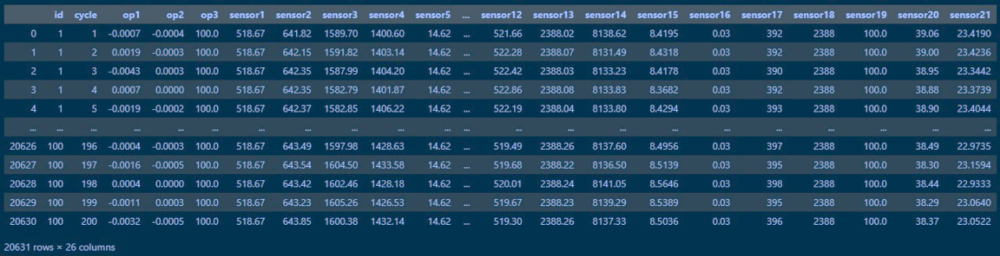 id cycle op1 op2 op3 sensor1 sensor2 sensor3 sensor4 sensor5 ... sensor12 sensor13 sensor14 sensor15 sensor16 sensor17 sensor18 sensor19 sensor20 sensor21
0 1 1 -0.0007 -0.0004 100.0 518.67 641.82 1589.70 1400.60 14.62 ... 521.66 2388.02 8138.62 8.4195 0.03 392 2388 100.0 39.06 23.4190
1 1 2 0.0019 -0.0003 100.0 518.67 642.15 1591.82 1403.14 14.62 ... 522.28 2388.07 8131.49 8.4318 0.03 392 2388 100.0 39.00 23.4236
2 1 3 -0.0043 0.0003 100.0 518.67 642.35 1587.99 1404.20 14.62 ... 522.42 2388.03 8133.23 8.4178 0.03 390 2388 100.0 38.95 23.3442
3 1 4 0.0007 0.0000 100.0 518.67 642.35 1582.79 1401.87 14.62 ... 522.86 2388.08 8133.83 8.3682 0.03 392 2388 100.0 38.88 23.3739
4 1 5 -0.0019 -0.0002 100.0 518.67 642.37 1582.85 1406.22 14.62 ... 522.19 2388.04 8133.80 8.4294 0.03 393 2388 100.0 38.90 23.4044
... ... ... ... ... ... ... ... ... ... ... ... ... ... ... ... ... ... ... ... ... ...
20626 100 196 -0.0004 -0.0003 100.0 518.67 643.49 1597.98 1428.63 14.62 ... 519.49 2388.26 8137.60 8.4956 0.03 397 2388 100.0 38.49 22.9735
20627 100 197 -0.0016 -0.0005 100.0 518.67 643.54 1604.50 1433.58 14.62 ... 519.68 2388.22 8136.50 8.5139 0.03 395 2388 100.0 38.30 23.1594
20628 100 198 0.0004 0.0000 100.0 518.67 643.42 1602.46 1428.18 14.62 ... 520.01 2388.24 8141.05 8.5646 0.03 398 2388 100.0 38.44 22.9333
20629 100 199 -0.0011 0.0003 100.0 518.67 643.23 1605.26 1426.53 14.62 ... 519.67 2388.23 8139.29 8.5389 0.03 395 2388 100.0 38.29 23.0640
20630 100 200 -0.0032 -0.0005 100.0 518.67 643.85 1600.38 1432.14 14.62 ... 519.30 2388.26 8137.33 8.5036 0.03 396 2388 100.0 38.37 23.0522
20631 rows × 26 columns